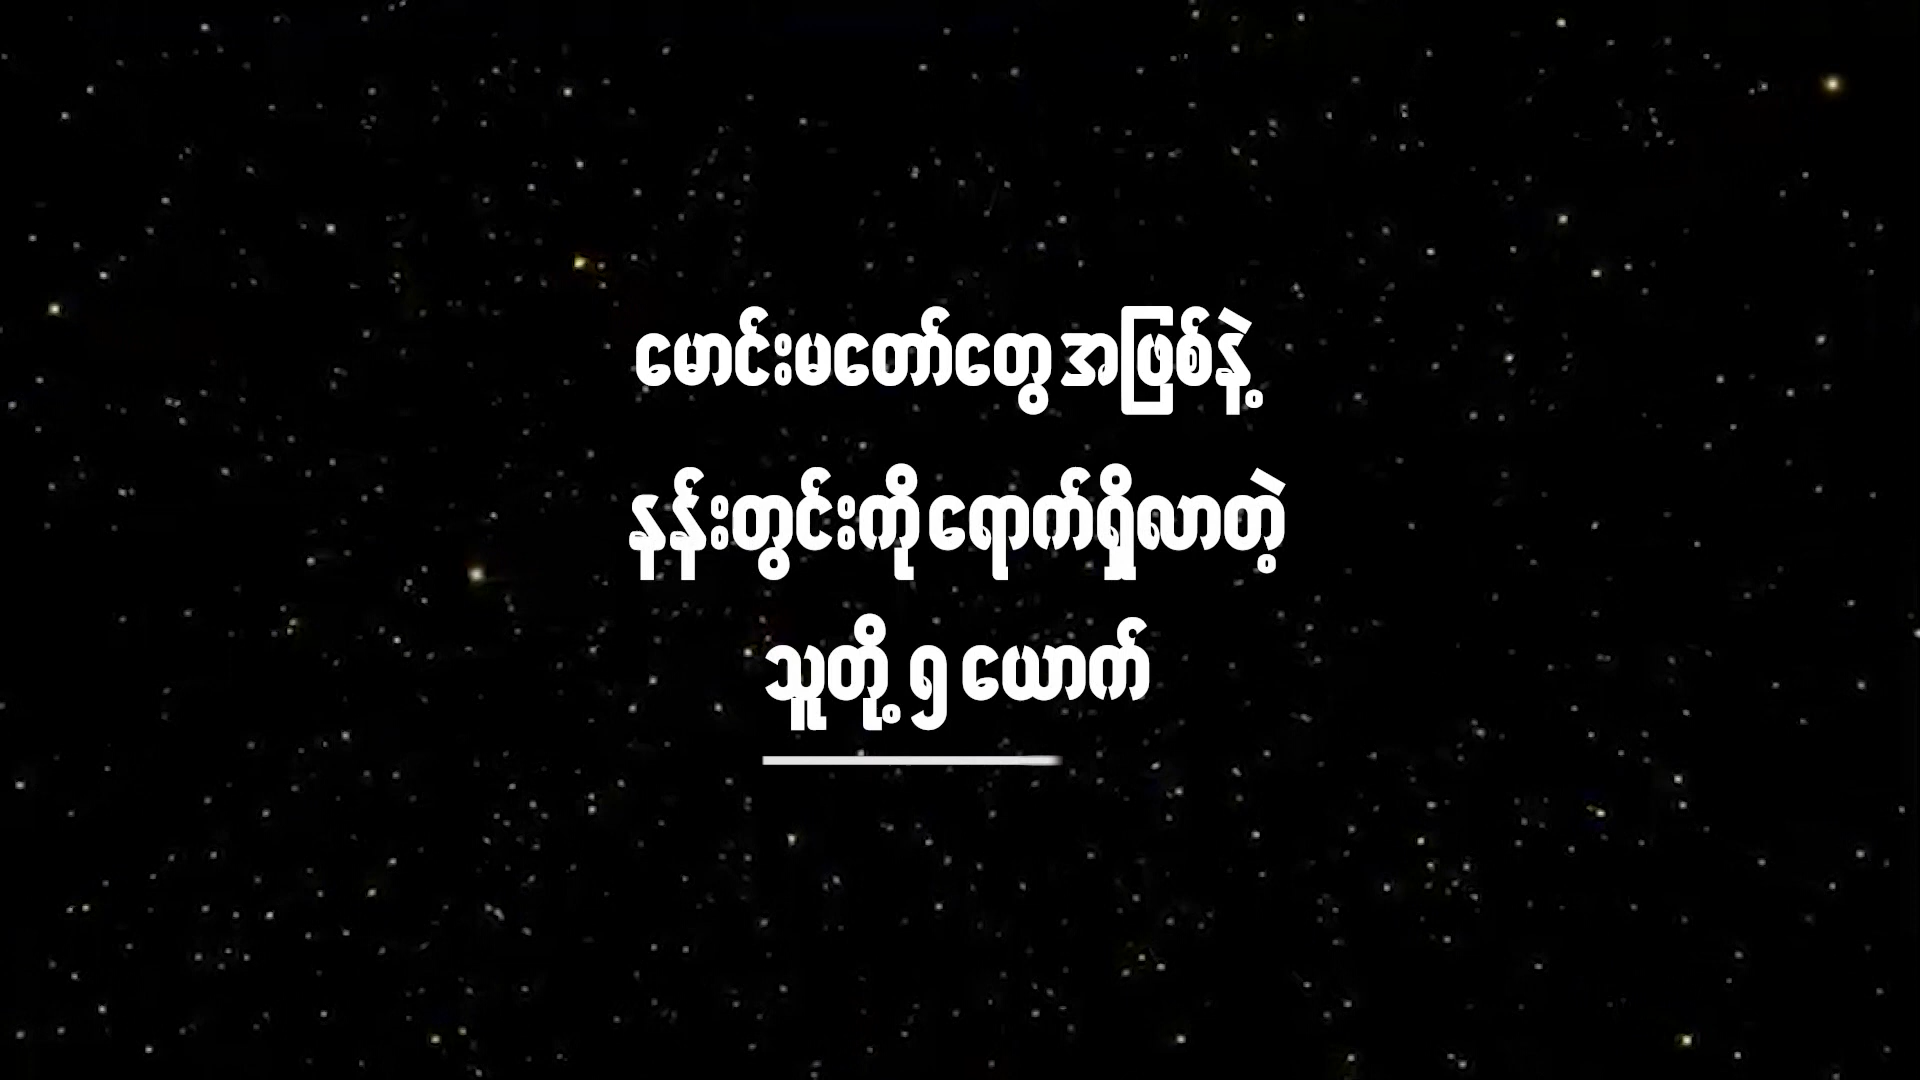 မောင်းမတော်တွေ အဖြစ်နဲ့
နန်းတွင်းကို ရောက်ရှိလာတဲ့
သူတို့ ၅ ယောက်